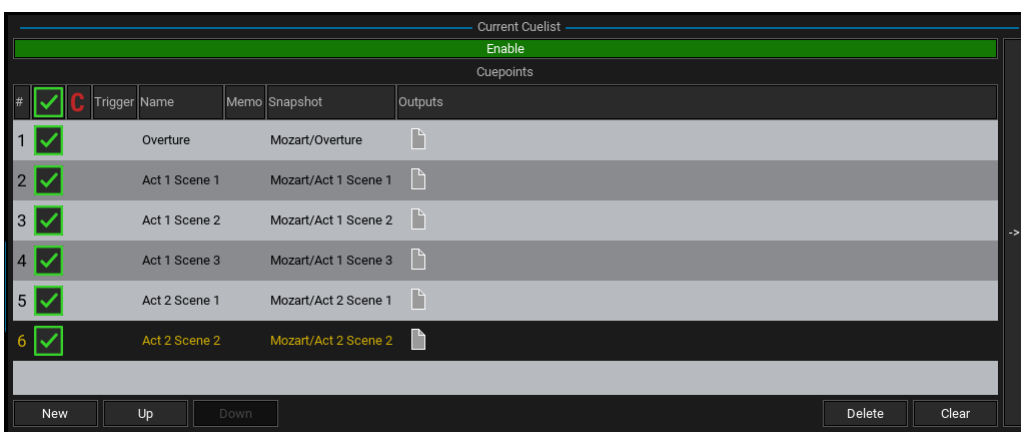 Current Cuelist
Enable
Cuepoints
# C Trigger Name Memo Snapshot Outputs
1 Overture Mozart/Overture
2 Act 1 Scene 1 Mozart/Act 1 Scene 1
3 Act 1 Scene 2 Mozart/Act 1 Scene 2
4 Act 1 Scene 3 Mozart/Act 1 Scene 3
5 Act 2 Scene 1 Mozart/Act 2 Scene 1
6 Act 2 Scene 2 Mozart/Act 2 Scene 2
->
New Up Down Delete Clear